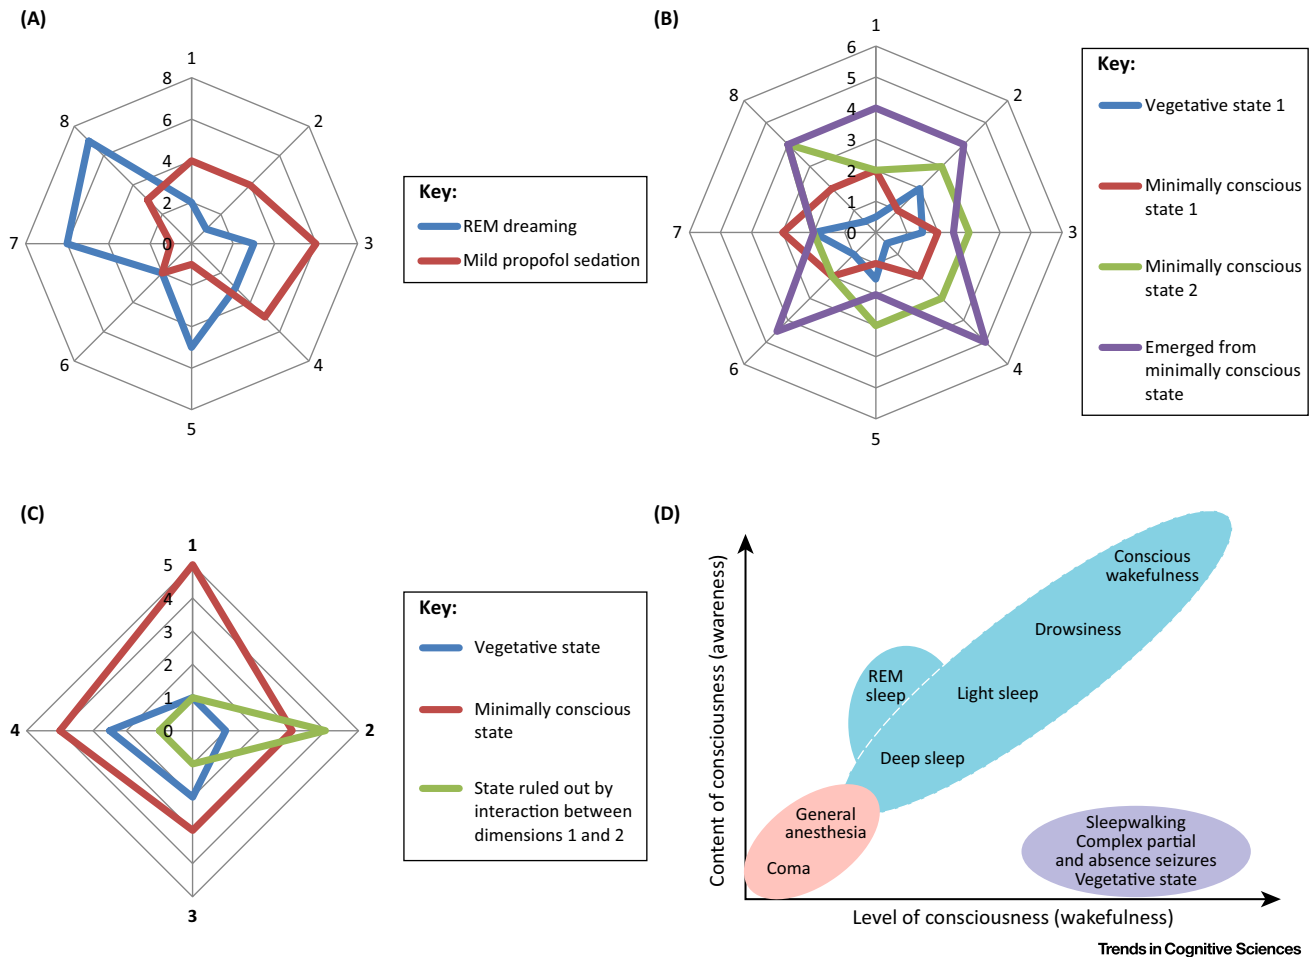 (A)
1
8
6
4
2
0
2
3
4
5
6
7
8
Key:
REM dreaming
Mild propofol sedation
(B)
1
6
5
4
3
2
1
0
2
3
4
5
6
7
8
Key:
Vegetative state 1
Minimally conscious
state 1
Minimally conscious
state 2
Emerged from
minimally conscious
state
(C)
1
5
4
3
2
1
0
2
3
4
Key:
Vegetative state
Minimally conscious
state
State ruled out by
interaction between
dimensions 1 and 2
(D)
Content of consciousness (awareness)
Conscious
wakefulness
Drowsiness
REM
sleep
Light sleep
Deep sleep
General
anesthesia
Coma
Sleepwalking
Complex partial
and absence seizures
Vegetative state
Level of consciousness (wakefulness)
Trends in Cognitive Sciences